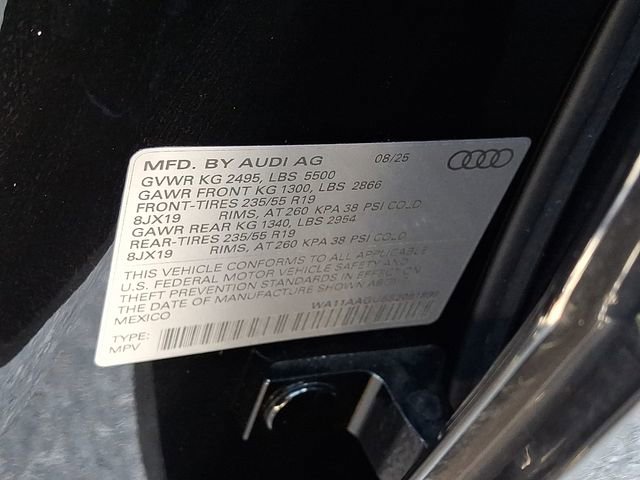 MFD. BY AUDI AG 08/25
GVWR KG 2495, LBS 5500
GAWR FRONT KG 1300, LBS 2866
FRONT-TIRES 235/55 R19
8JX19 RIMS, AT 260 KPA 38 PSI COLD
GAWR REAR KG 1340, LBS 2954
REAR-TIRES 235/55 R19
8JX19 RIMS, AT 260 KPA 38 PSI COLD
THIS VEHICLE CONFORMS TO ALL APPLICABLE
U.S. FEDERAL MOTOR VEHICLE SAFETY AND
THEFT PREVENTION STANDARDS IN EFFECT ON
THE DATE OF MANUFACTURE SHOWN ABOVE
MEXICO
TYPE:
MPV